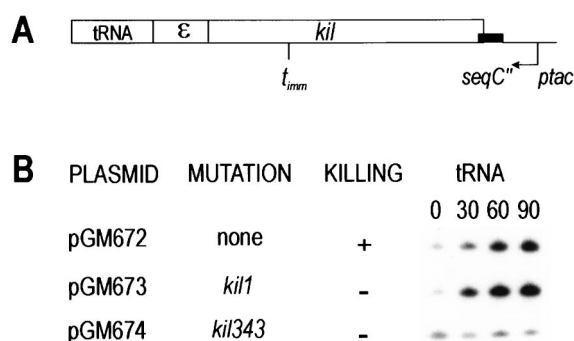 A
tRNA ε kil
t_imm seqC" ptac
B PLASMID MUTATION KILLING tRNA
0 30 60 90
pGM672 none +
pGM673 kil1 -
pGM674 kil343 -